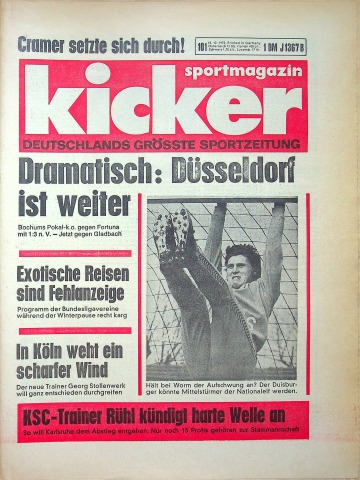 Cramer setzte sich durch!
101
1 DM J 1367 B
sportmagazin
kicker
DEUTSCHLANDS GRÖSSTE SPORTZEITUNG
Dramatisch: Düsseldorf
ist weiter
Bochums Pokal-k.o. gegen Fortuna
mit 1:3 n. V. – Jetzt gegen Gladbach
Exotische Reisen
sind Fehlanzeige
Programm der Bundesligavereine
während der Winterpause recht karg
In Köln weht ein
scharfer Wind
Der neue Trainer Georg Stollenwerk
will ganz entschieden durchgreifen
Hält bei Worm der Aufschwung an? Der Duisbur-
ger könnte Mittelstürmer der Nationalelf werden.
KSC-Trainer Rühl kündigt harte Welle an
So will Karlsruhe dem Abstieg entgehen: Nur noch 15 Profis gehören zur Stammannschaft